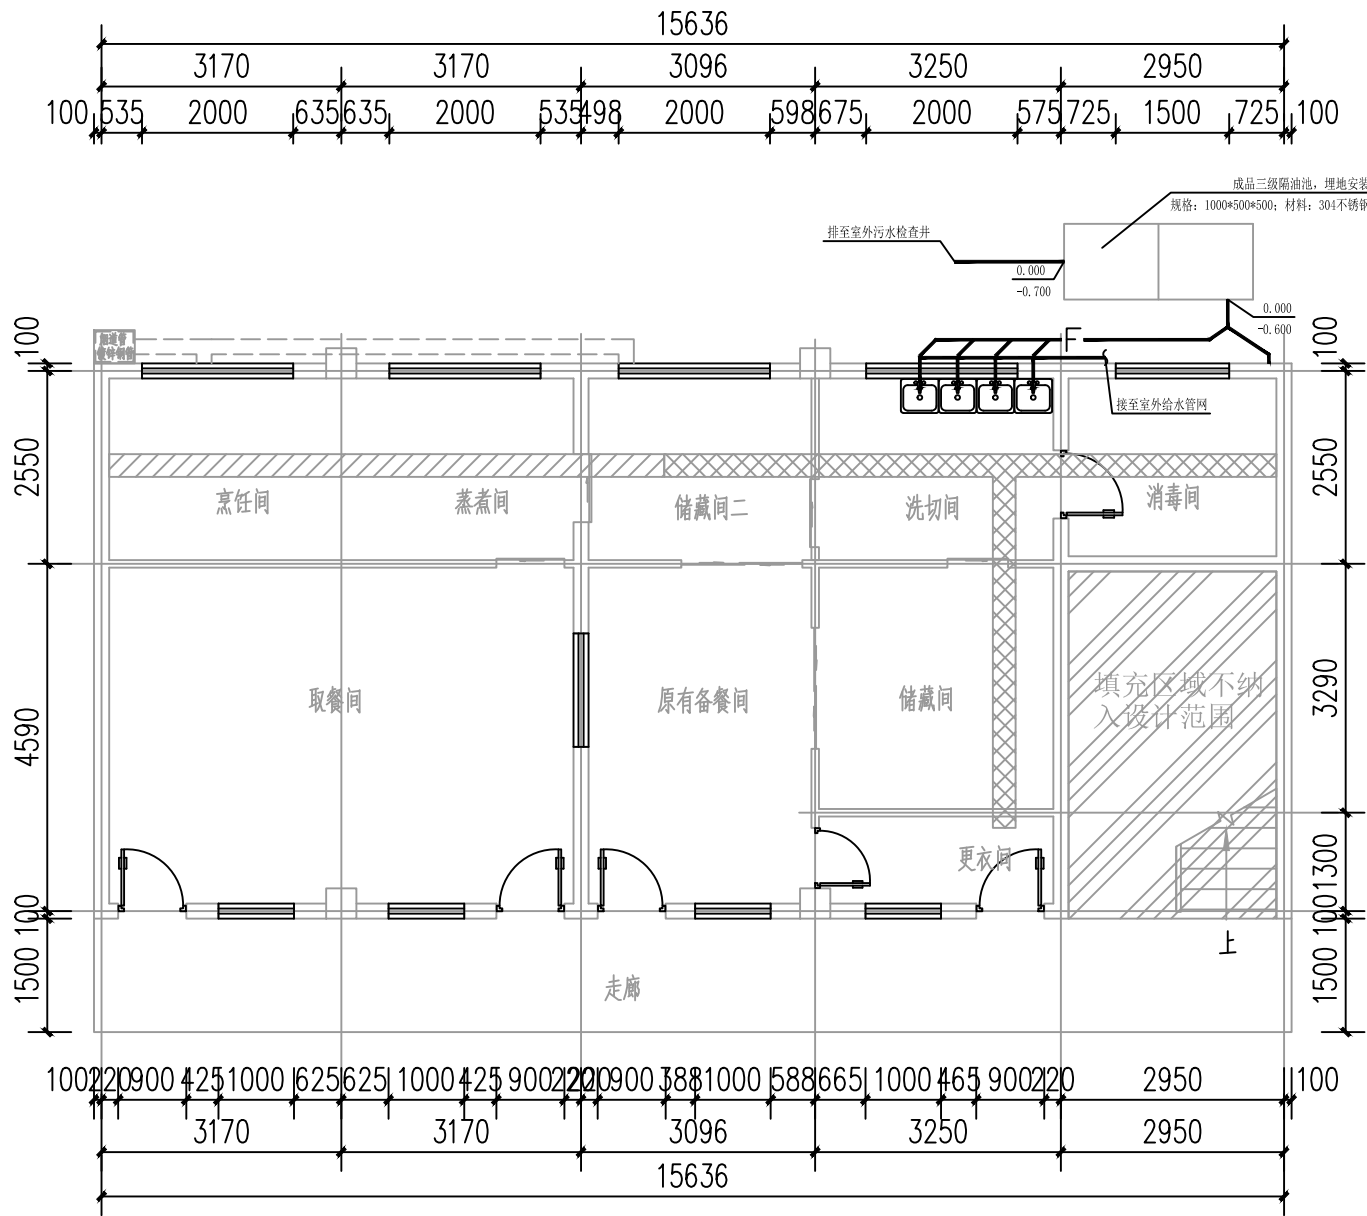 15636
3170 3170 3096 3250 2950
100 535 2000 635 635 2000 535 498 2000 598 675 2000 575 725 1500 725 100
成品三级隔油池，埋地安装
规格：1000*500*500；材料：304不锈钢
排至室外污水检查井
0.000
-0.700
0.000
-0.600
F
接至室外给水管网
100
2550
4590
100
1500
烟道管
镀锌钢管
烹饪间 蒸煮间 储藏间二 洗切间 消毒间
取餐间 原有备餐间 储藏间
填充区域不纳
入设计范围
更衣间
上
走廊
100
2550
3290
1300
100
1500
100 220 900 425 1000 625 625 1000 425 900 220 220 900 388 1000 588 665 1000 465 900 220 2950 100
3170 3170 3096 3250 2950
15636